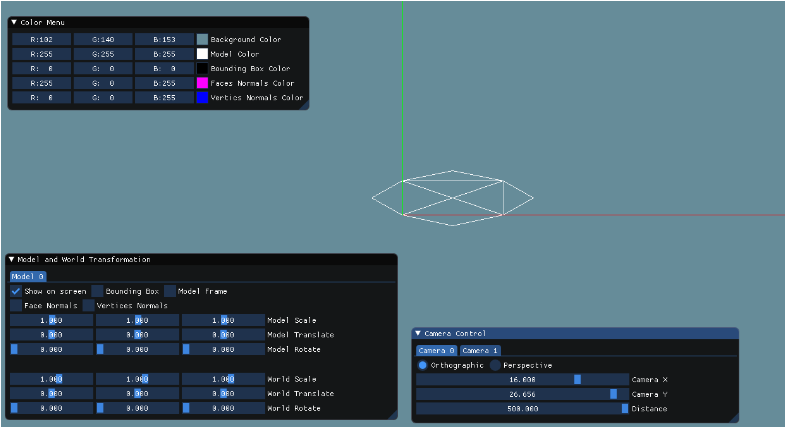 Color Menu
R:102 G:140 B:153 Background Color
R:255 G:255 B:255 Model Color
R: 0 G: 0 B: 0 Bounding Box Color
R:255 G: 0 B:255 Faces Normals Color
R: 0 G: 0 B:255 Vertics Normals Color
Model and World Transformation
Model 0
Show on screen Bounding Box Model Frame
Face Normals Vertices Normals
1.000 1.000 1.000 Model Scale
0.000 0.000 0.000 Model Translate
0.000 0.000 0.000 Model Rotate
1.000 1.000 1.000 World Scale
0.000 0.000 0.000 World Translate
0.000 0.000 0.000 World Rotate
Camera Control
Camera 0 Camera 1
Orthographic Perspective
16.000 Camera X
26.656 Camera Y
500.000 Distance